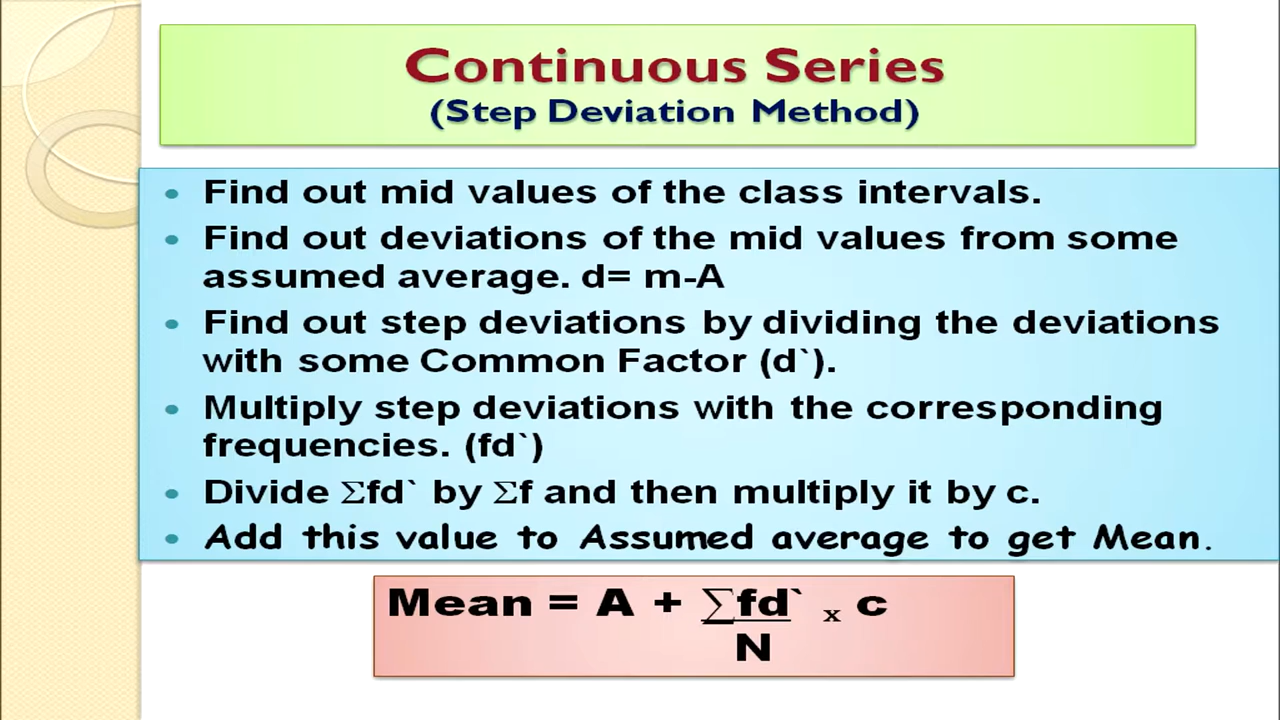 Continuous Series
(Step Deviation Method)
• Find out mid values of the class intervals.
• Find out deviations of the mid values from some
assumed average. d= m-A
• Find out step deviations by dividing the deviations
with some Common Factor (d`).
• Multiply step deviations with the corresponding
frequencies. (fd`)
• Divide Σfd` by Σf and then multiply it by c.
• Add this value to Assumed average to get Mean.
Mean = A + ∑fd` x c
N